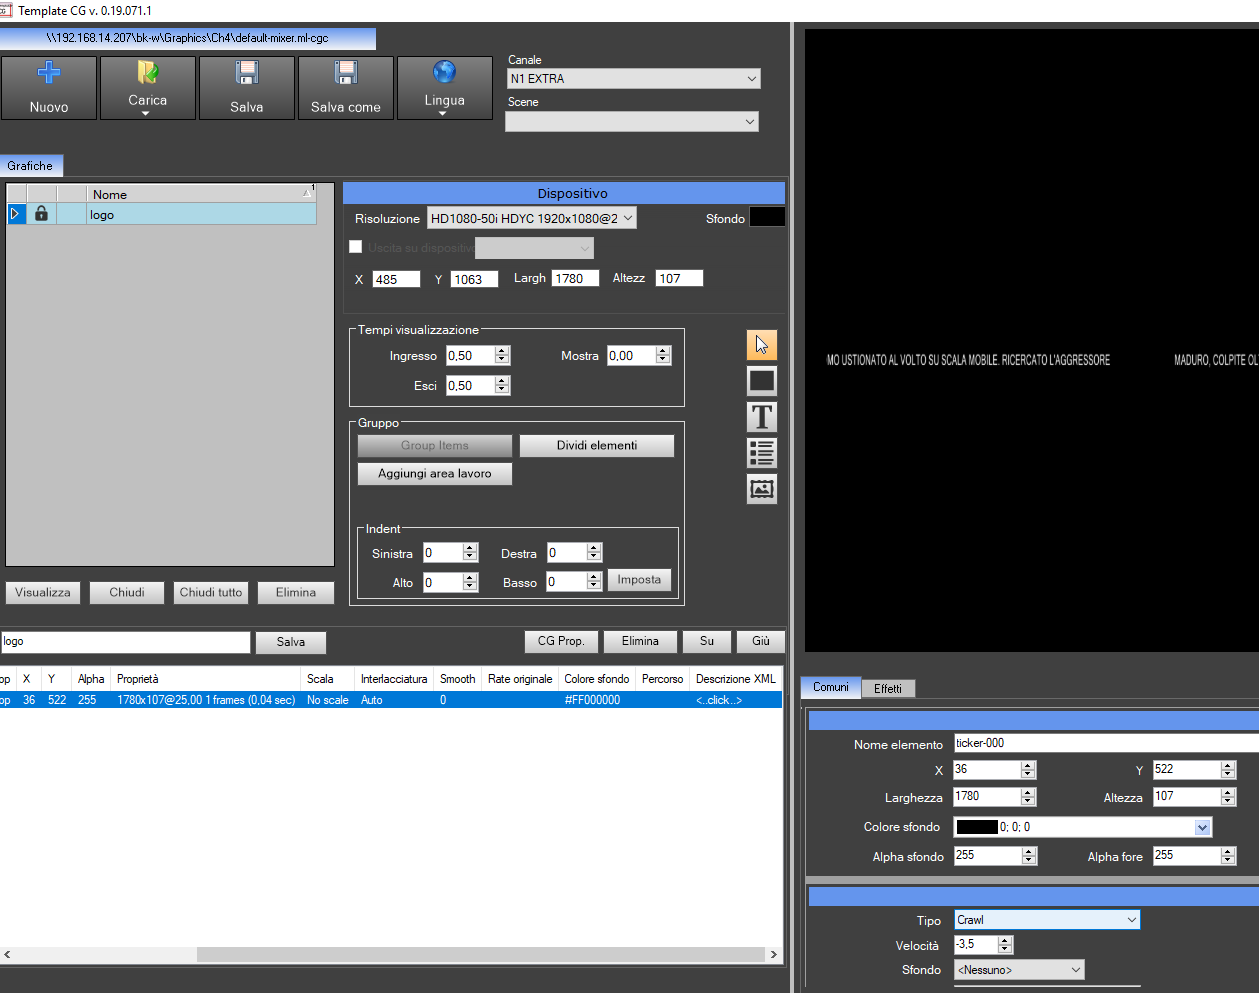 Template CG v. 0.19.071.1
\\192.168.14.207\bk-w\Graphics\Ch4\default-mixer.ml-cgc
Nuovo
Carica
Salva
Salva come
Lingua
Canale
N1 EXTRA
Scene
Grafiche
Nome
1
logo
Dispositivo
Risoluzione HD1080-50i HDYC 1920x1080@2 Sfondo
Uscita su dispositivo
X 485 Y 1063 Largh 1780 Altezz 107
Tempi visualizzazione
Ingresso 0,50 Mostra 0,00
Esci 0,50
Gruppo
Group Items Dividi elementi
Aggiungi area lavoro
T
Indent
Sinistra 0 Destra 0
Alto 0 Basso 0 Imposta
Visualizza Chiudi Chiudi tutto Elimina
logo Salva CG Prop. Elimina Su Giù
op X Y Alpha Proprietà Scala Interlacciatura Smooth Rate originale Colore sfondo Percorso Descrizione XML
op 36 522 255 1780x107@25,00 1 frames (0,04 sec) No scale Auto 0 #FF000000 <..click..>
MO USTIONATO AL VOLTO SU SCALA MOBILE. RICERCATO L'AGGRESSORE MADURO, COLPITE OL
Comuni Effetti
Nome elemento ticker-000
X 36 Y 522
Larghezza 1780 Altezza 107
Colore sfondo 0; 0; 0
Alpha sfondo 255 Alpha fore 255
Tipo Crawl
Velocità -3,5
Sfondo <Nessuno>